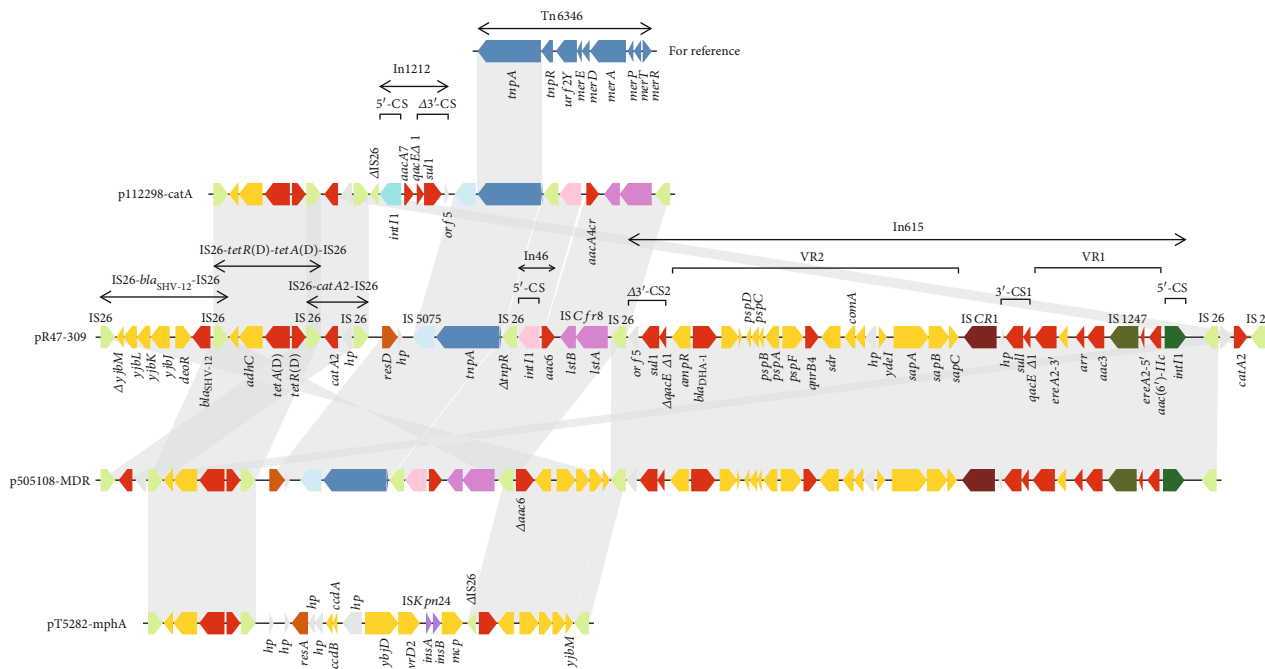 Tn6346
For reference
tnpA
tnpR
urf2Y
merE
merD
merA
merP
merT
merR
In1212
5′-CS
Δ3′-CS
p112298-catA
ΔIS26
intI1
aacA7
qacEΔ1
sul1
orf5
aacA4cr
IS26-blaSHV-12-IS26
IS26-tetR(D)-tetA(D)-IS26
IS26-catA2-IS26
In46
5′-CS
In615
Δ3′-CS2
VR2
3′-CS1
VR1
5′-CS
pR47-309
IS26
IS26
IS26
IS26
IS5075
IS26
ISCfr8
IS26
ISCR1
IS1247
IS26
ΔyjbM
yjbL
yjbK
yjbJ
deoR
blaSHV-12
adhC
tetA(D)
tetR(D)
catA2
hp
resD
hp
tnpA
ΔtnpR
intI1
aac6
lstB
lstA
orf5
sul1
ΔqacE Δ1
ampR
blaDHA-1
pspD
pspC
pspB
pspA
pspF
qnrB4
sdr
comA
hp
ydeI
sapA
sapB
sapC
hp
sul1
qacE Δ1
ereA2-3′
arr
aac3
ereA2-5′
aac(6′)-IIc
intI1
catA2
p505108-MDR
Δaac6
pT5282-mphA
hp
hp
resA
hp
hp
ccdB
ccdA
hp
ybjD
vrD2
ISKpn24
insA
insB
mcp
ΔIS26
yjbM